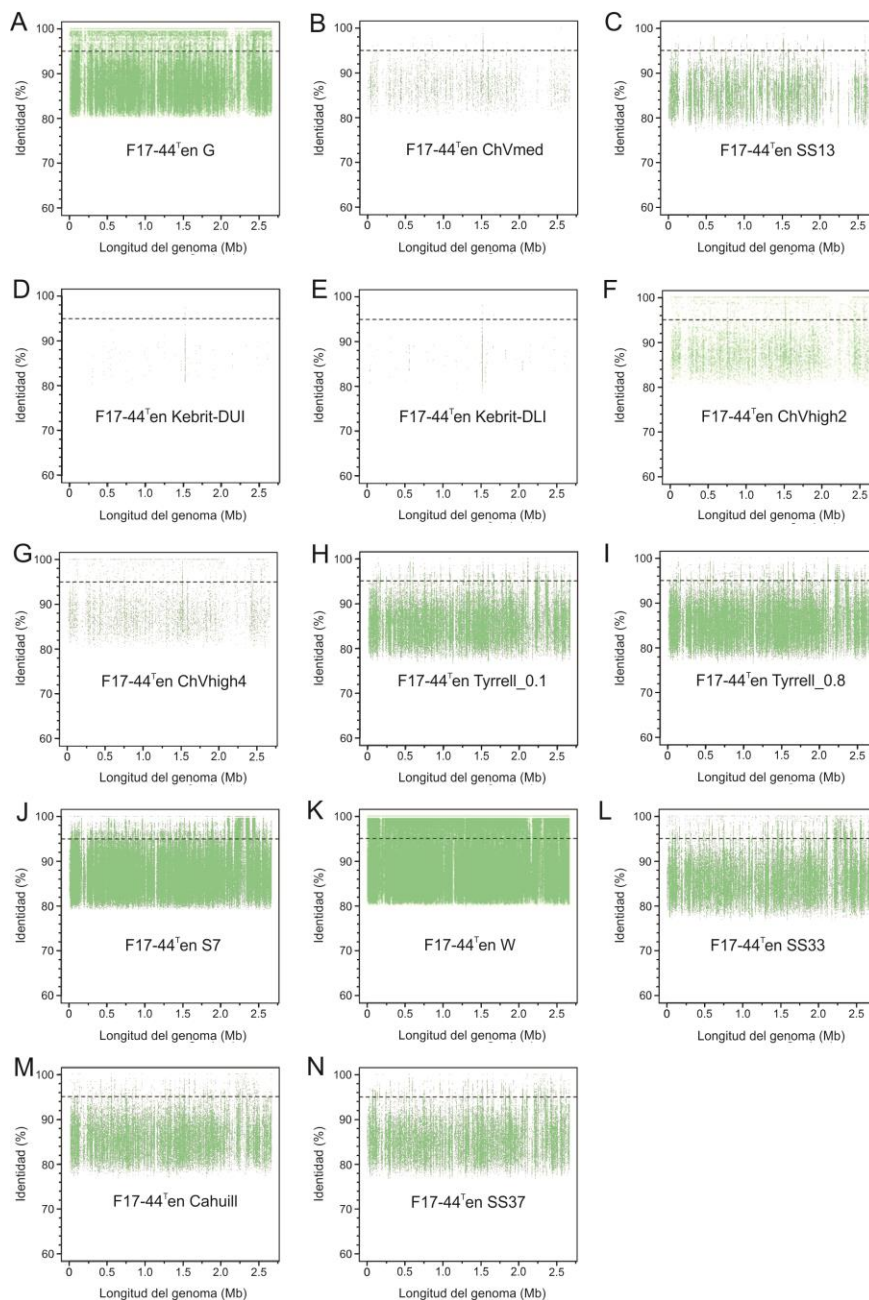 A
Identidad (%)
100
90
80
70
60
F17-44ᵀen G
0 0.5 1.0 1.5 2.0 2.5
Longitud del genoma (Mb)
B
Identidad (%)
100
90
80
70
60
F17-44ᵀen ChVmed
0 0.5 1.0 1.5 2.0 2.5
Longitud del genoma (Mb)
C
Identidad (%)
100
90
80
70
60
F17-44ᵀen SS13
0 0.5 1.0 1.5 2.0 2.5
Longitud del genoma (Mb)
D
Identidad (%)
100
90
80
70
60
F17-44ᵀen Kebrit-DUI
0 0.5 1.0 1.5 2.0 2.5
Longitud del genoma (Mb)
E
Identidad (%)
100
90
80
70
60
F17-44ᵀen Kebrit-DLI
0 0.5 1.0 1.5 2.0 2.5
Longitud del genoma (Mb)
F
Identidad (%)
100
90
80
70
60
F17-44ᵀen ChVhigh2
0 0.5 1.0 1.5 2.0 2.5
Longitud del genoma (Mb)
G
Identidad (%)
100
90
80
70
60
F17-44ᵀen ChVhigh4
0 0.5 1.0 1.5 2.0 2.5
Longitud del genoma (Mb)
H
Identidad (%)
100
90
80
70
60
F17-44ᵀen Tyrrell_0.1
0 0.5 1.0 1.5 2.0 2.5
Longitud del genoma (Mb)
I
Identidad (%)
100
90
80
70
60
F17-44ᵀen Tyrrell_0.8
0 0.5 1.0 1.5 2.0 2.5
Longitud del genoma (Mb)
J
Identidad (%)
100
90
80
70
60
F17-44ᵀen S7
0 0.5 1.0 1.5 2.0 2.5
Longitud del genoma (Mb)
K
Identidad (%)
100
90
80
70
60
F17-44ᵀen W
0 0.5 1.0 1.5 2.0 2.5
Longitud del genoma (Mb)
L
Identidad (%)
100
90
80
70
60
F17-44ᵀen SS33
0 0.5 1.0 1.5 2.0 2.5
Longitud del genoma (Mb)
M
Identidad (%)
100
90
80
70
60
F17-44ᵀen Cahuill
0 0.5 1.0 1.5 2.0 2.5
Longitud del genoma (Mb)
N
Identidad (%)
100
90
80
70
60
F17-44ᵀen SS37
0 0.5 1.0 1.5 2.0 2.5
Longitud del genoma (Mb)